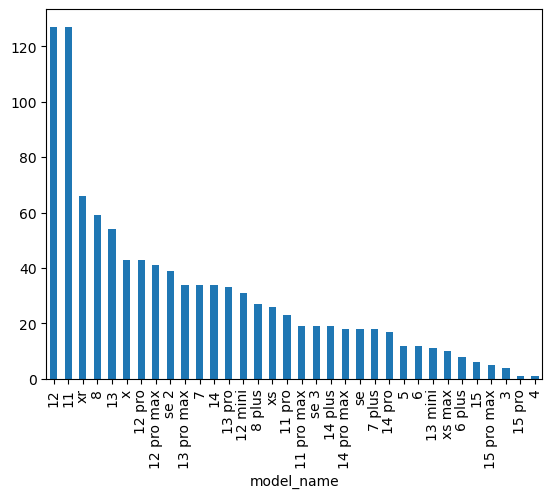 120
100
80
60
40
20
0
12
11
xr
8
13
x
12 pro
12 pro max
se 2
13 pro max
7
14
13 pro
12 mini
8 plus
xs
11 pro
11 pro max
se 3
14 plus
14 pro max
se
7 plus
14 pro
5
6
13 mini
xs max
6 plus
15
15 pro max
3
15 pro
4
model_name